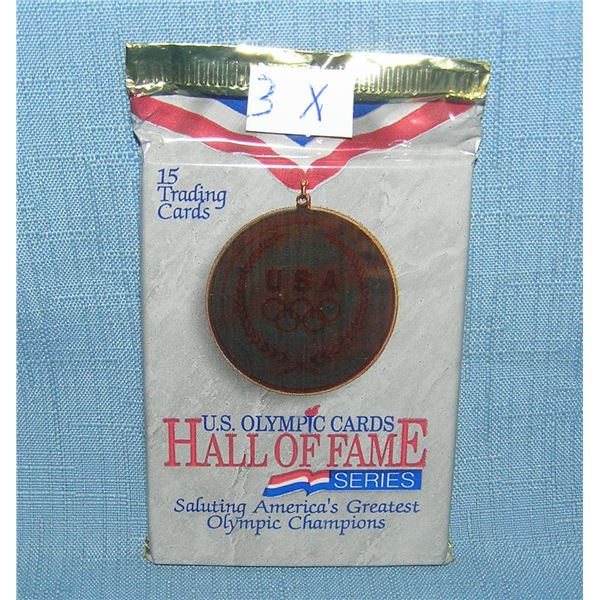 3 X
15
Trading
Cards
USA
U.S. OLYMPIC CARDS
HALL OF FAME
SERIES
Saluting America's Greatest
Olympic Champions